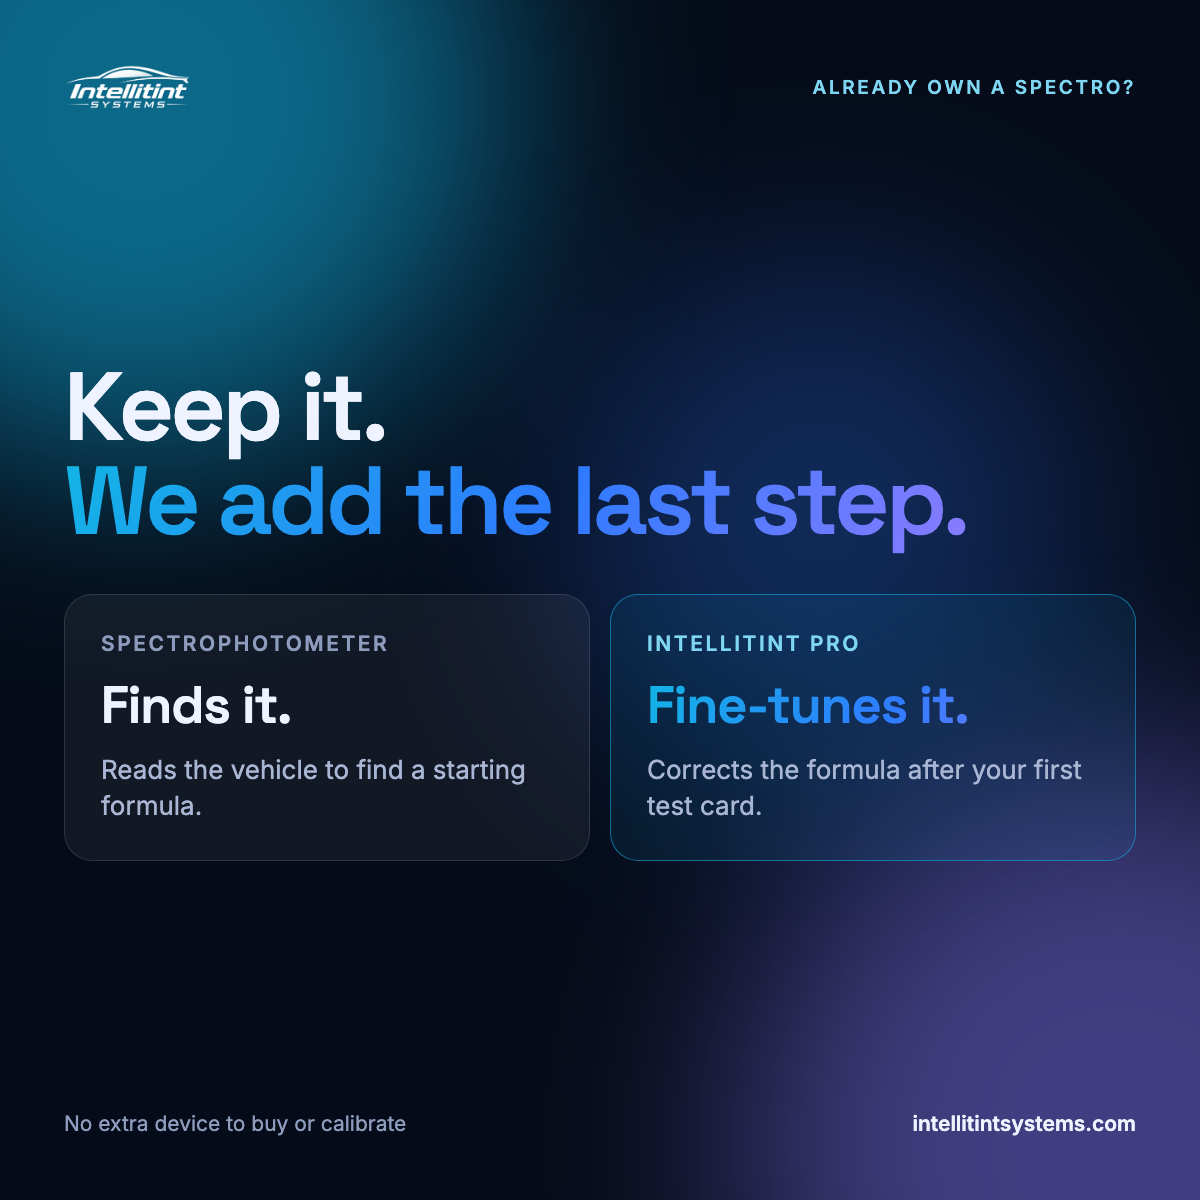 Intellitint
SYSTEMS
ALREADY OWN A SPECTRO?
Keep it.
We add the last step.
SPECTROPHOTOMETER
Finds it.
Reads the vehicle to find a starting
formula.
INTELLITINT PRO
Fine-tunes it.
Corrects the formula after your first
test card.
No extra device to buy or calibrate
intellitintsystems.com